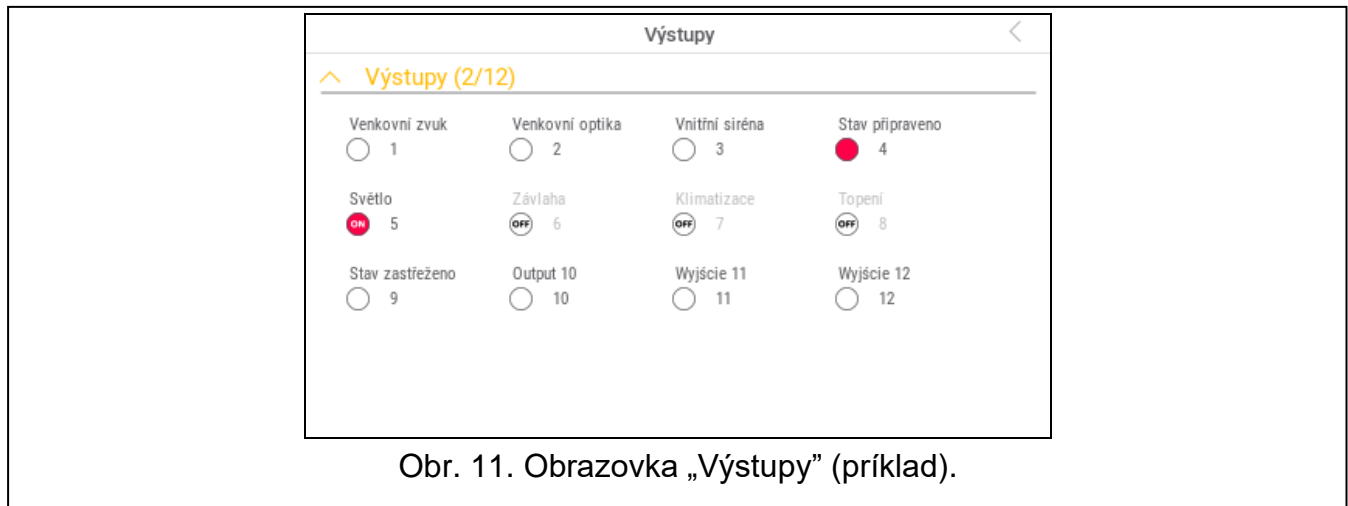 Výstupy
Výstupy (2/12)
Venkovní zvuk Venkovní optika Vnitřní siréna Stav připraveno
1 2 3 4
Světlo Závlaha Klimatizace Topení
ON 5 OFF 6 OFF 7 OFF 8
Stav zastřeženo Output 10 Wyjście 11 Wyjście 12
9 10 11 12
Obr. 11. Obrazovka „Výstupy” (príklad).